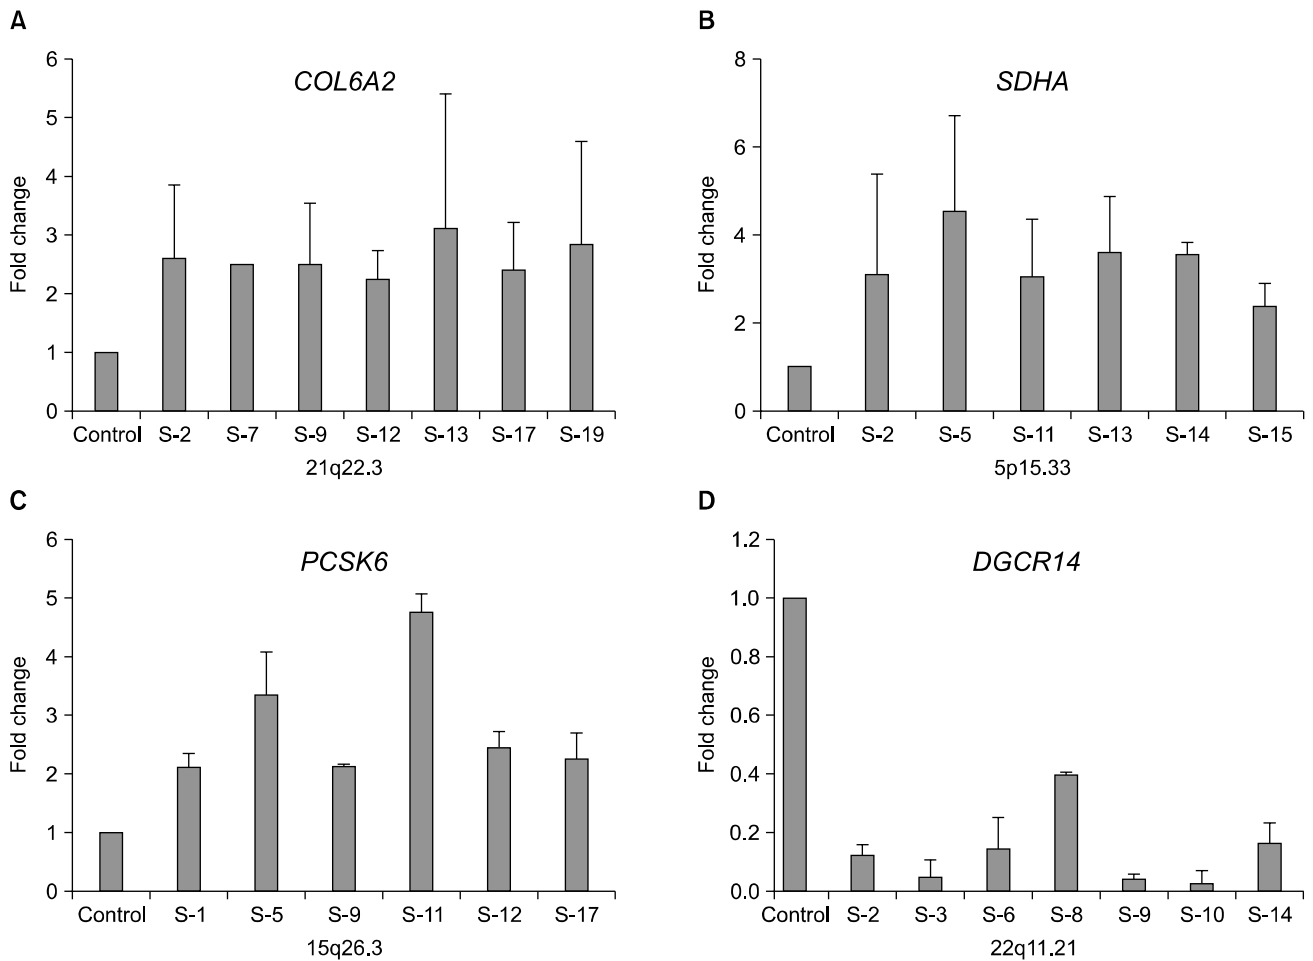 A
COL6A2
Fold change
6
5
4
3
2
1
0
Control S-2 S-7 S-9 S-12 S-13 S-17 S-19
21q22.3
B
SDHA
Fold change
8
6
4
2
0
Control S-2 S-5 S-11 S-13 S-14 S-15
5p15.33
C
PCSK6
Fold change
6
5
4
3
2
1
0
Control S-1 S-5 S-9 S-11 S-12 S-17
15q26.3
D
DGCR14
Fold change
1.2
1.0
0.8
0.6
0.4
0.2
0.0
Control S-2 S-3 S-6 S-8 S-9 S-10 S-14
22q11.21